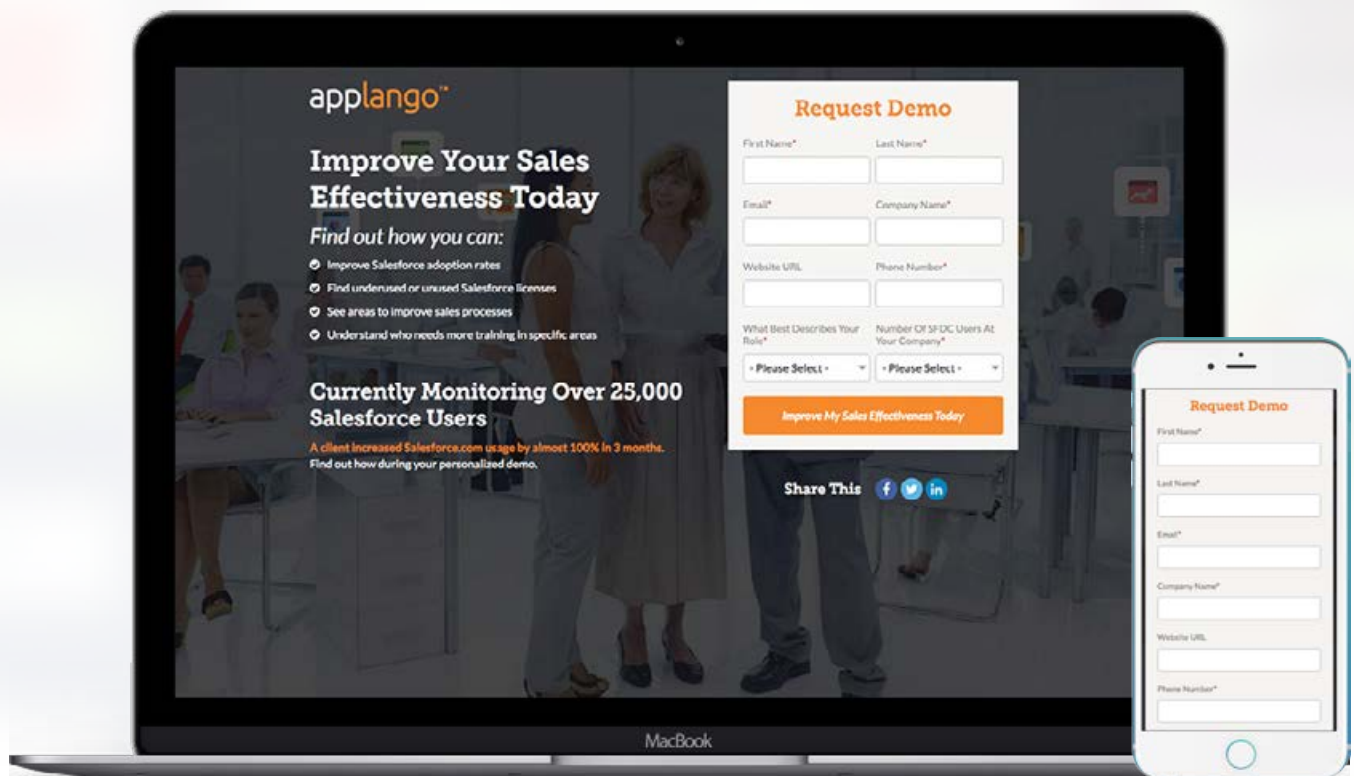 applango™
Improve Your Sales
Effectiveness Today
Find out how you can:
Improve Salesforce adoption rates
Find underused or unused Salesforce licenses
See areas to improve sales processes
Understand who needs more training in specific areas
Currently Monitoring Over 25,000
Salesforce Users
A client increased Salesforce.com usage by almost 100% in 3 months.
Find out how during your personalized demo.
Request Demo
First Name* Last Name*
Email* Company Name*
Website URL Phone Number*
What Best Describes Your
Role*
Number Of SFDC Users At
Your Company*
- Please Select - - Please Select -
Improve My Sales Effectiveness Today
Share This f in
MacBook
Request Demo
First Name*
Last Name*
Email*
Company Name*
Website URL
Phone Number*